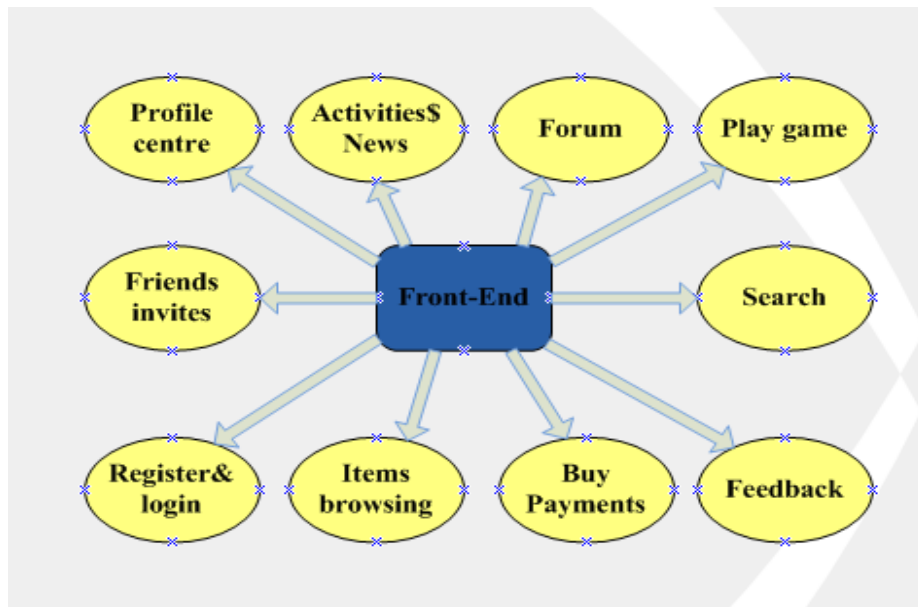 Profile
centre
Activities$
News
Forum
Play game
Friends
invites
Front-End
Search
Register&
login
Items
browsing
Buy
Payments
Feedback